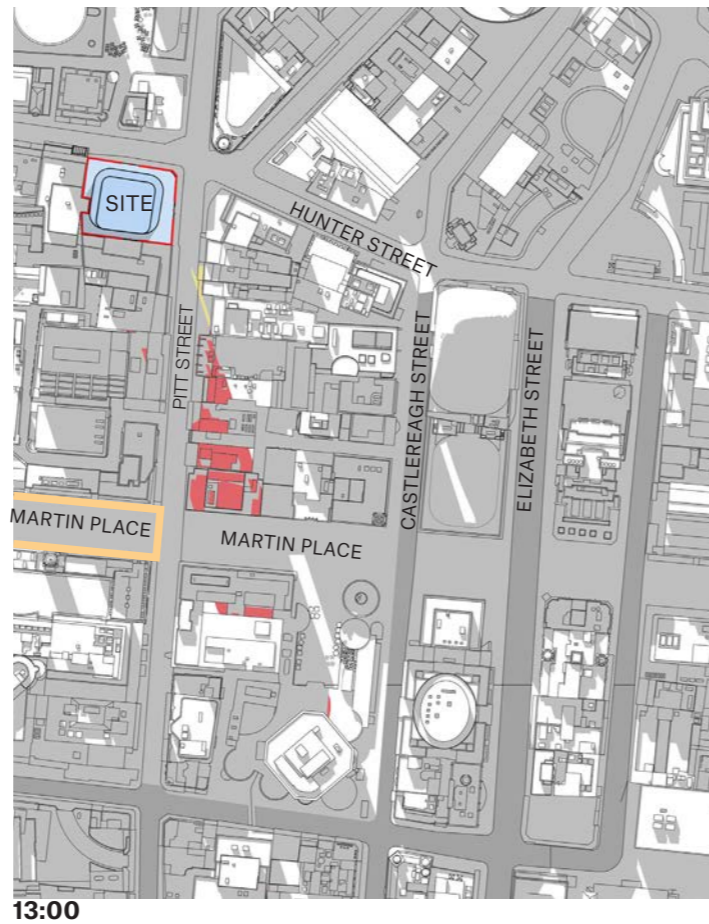 SITE
HUNTER STREET
PITT STREET
CASTLEREAGH STREET
ELIZABETH STREET
MARTIN PLACE
MARTIN PLACE
13:00